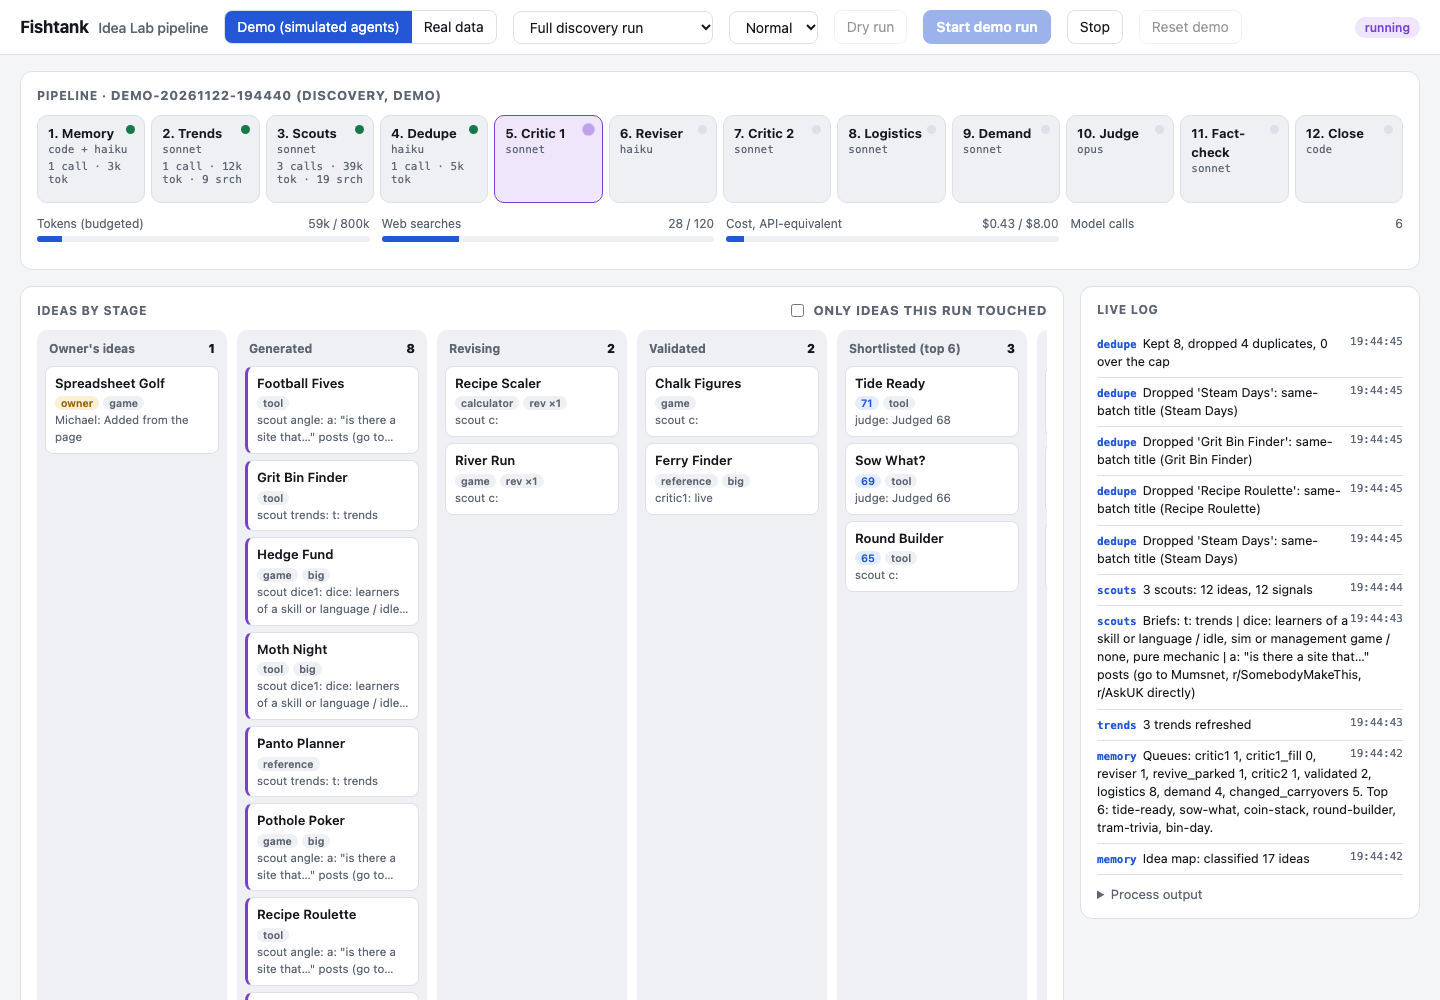 Fishtank Idea Lab pipeline Demo (simulated agents) Real data Full discovery run Normal Dry run Start demo run Stop Reset demo running
PIPELINE · DEMO-20261122-194440 (DISCOVERY, DEMO)
1. Memory
code + haiku
1 call · 3k
tok
2. Trends
sonnet
1 call · 12k
tok · 9 srch
3. Scouts
sonnet
3 calls · 39k
tok · 19 srch
4. Dedupe
haiku
1 call · 5k
tok
5. Critic 1
sonnet
6. Reviser
haiku
7. Critic 2
sonnet
8. Logistics
sonnet
9. Demand
sonnet
10. Judge
opus
11. Fact-
check
sonnet
12. Close
code
Tokens (budgeted) 59k / 800k
Web searches 28 / 120
Cost, API-equivalent $0.43 / $8.00
Model calls 6
IDEAS BY STAGE
ONLY IDEAS THIS RUN TOUCHED
Owner's ideas 1
Spreadsheet Golf
owner game
Michael: Added from the
page
Generated 8
Football Fives
tool
scout angle: a: "is there a
site that..." posts (go to...
Grit Bin Finder
tool
scout trends: t: trends
Hedge Fund
game big
scout dice1: dice: learners
of a skill or language / idle...
Moth Night
tool big
scout dice1: dice: learners
of a skill or language / idle...
Panto Planner
reference
scout trends: t: trends
Pothole Poker
game big
scout angle: a: "is there a
site that..." posts (go to...
Recipe Roulette
tool
scout angle: a: "is there a
site that..." posts (go to...
Revising 2
Recipe Scaler
calculator rev ×1
scout c:
River Run
game rev ×1
scout c:
Validated 2
Chalk Figures
game
scout c:
Ferry Finder
reference big
critic1: live
Shortlisted (top 6) 3
Tide Ready
71 tool
judge: Judged 68
Sow What?
69 tool
judge: Judged 66
Round Builder
65 tool
scout c:
LIVE LOG
dedupe Kept 8, dropped 4 duplicates, 0 19:44:45
over the cap
dedupe Dropped 'Steam Days': same- 19:44:45
batch title (Steam Days)
dedupe Dropped 'Grit Bin Finder': same- 19:44:45
batch title (Grit Bin Finder)
dedupe Dropped 'Recipe Roulette': same- 19:44:45
batch title (Recipe Roulette)
dedupe Dropped 'Steam Days': same- 19:44:45
batch title (Steam Days)
scouts 3 scouts: 12 ideas, 12 signals 19:44:44
scouts Briefs: t: trends | dice: learners of a 19:44:43
skill or language / idle, sim or management game /
none, pure mechanic | a: "is there a site that..."
posts (go to Mumsnet, r/SomebodyMakeThis,
r/AskUK directly)
trends 3 trends refreshed 19:44:43
memory Queues: critic1 1, critic1_fill 0, 19:44:42
reviser 1, revive_parked 1, critic2 1, validated 2,
logistics 8, demand 4, changed_carryovers 5. Top
6: tide-ready, sow-what, coin-stack, round-builder,
tram-trivia, bin-day.
memory Idea map: classified 17 ideas 19:44:42
Process output